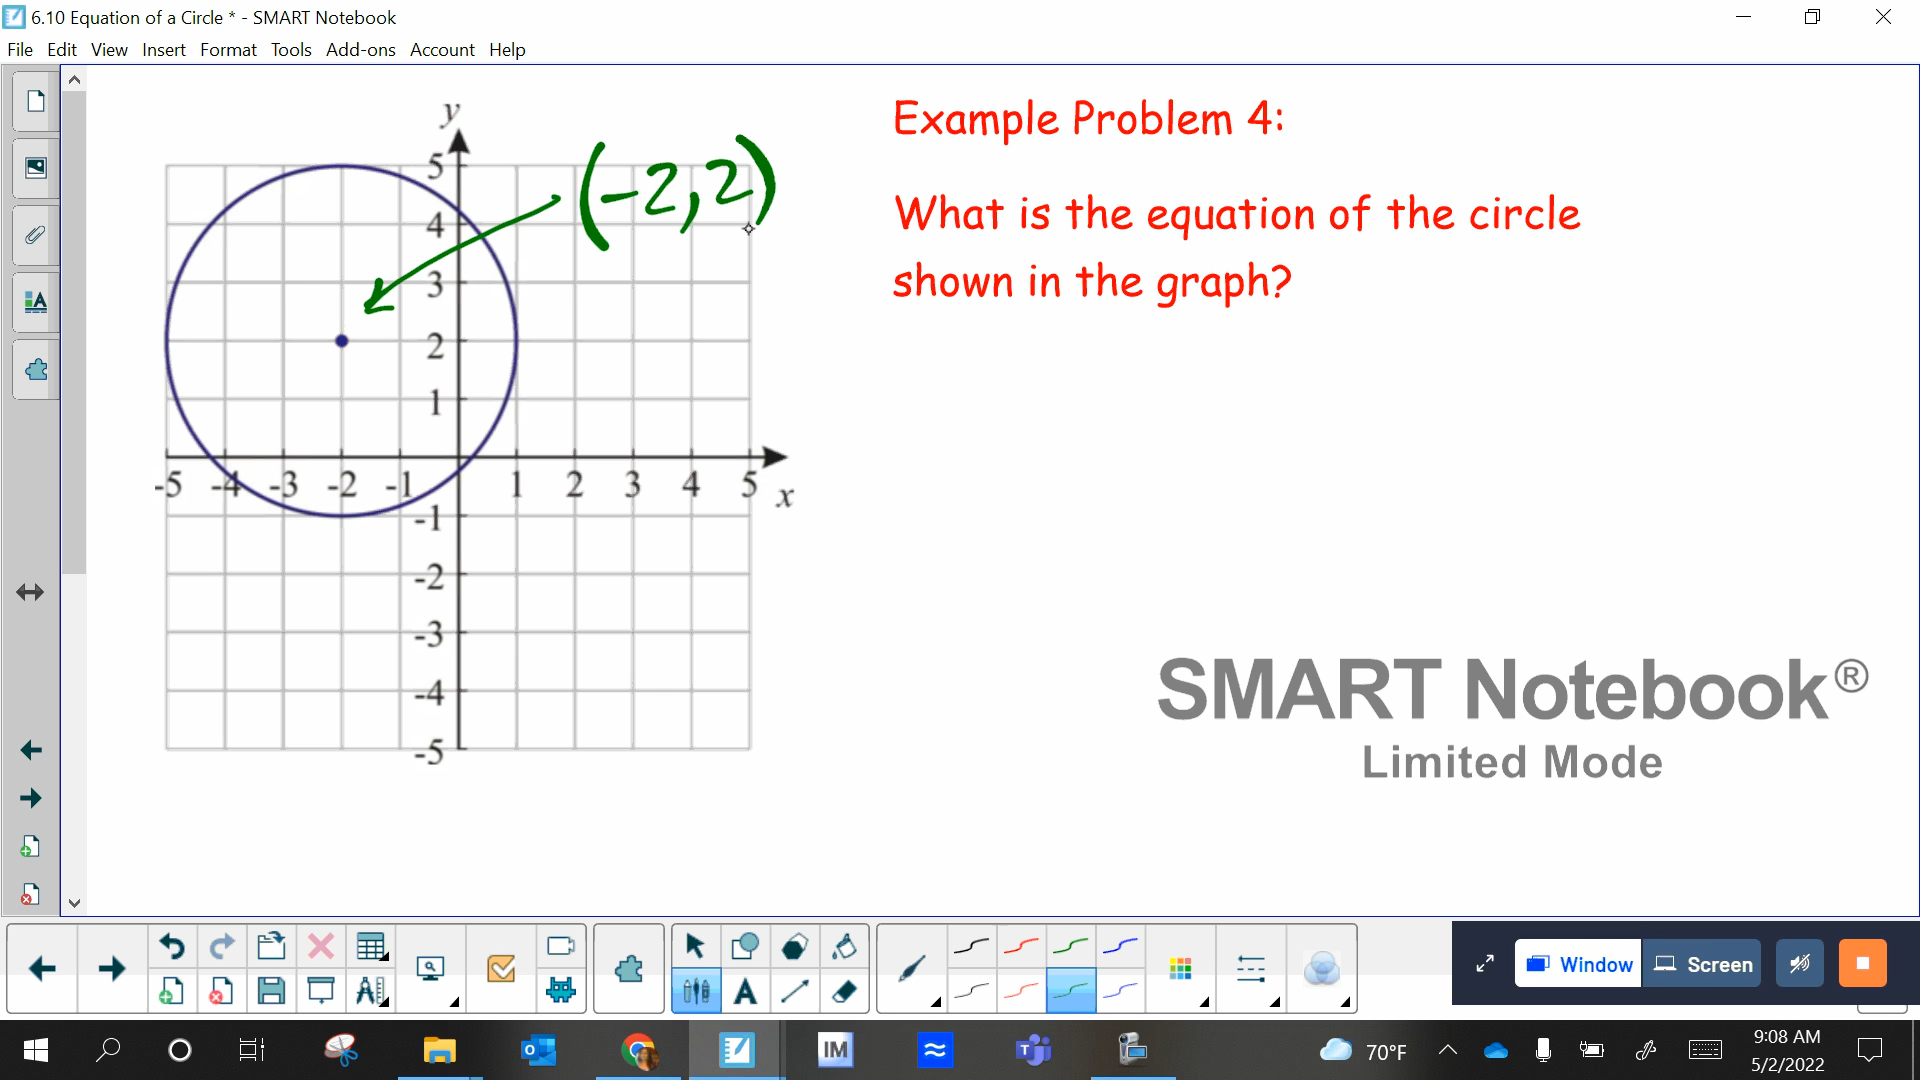 6.10 Equation of a Circle * - SMART Notebook
File Edit View Insert Format Tools Add-ons Account Help
Example Problem 4:
What is the equation of the circle
shown in the graph?
(-2,2)
y
5
4
3
2
1
-5 -4 -3 -2 -1 1 2 3 4 5 x
-1
-2
-3
-4
-5
SMART Notebook®
Limited Mode
A
Window Screen
IM
70°F
9:08 AM
5/2/2022